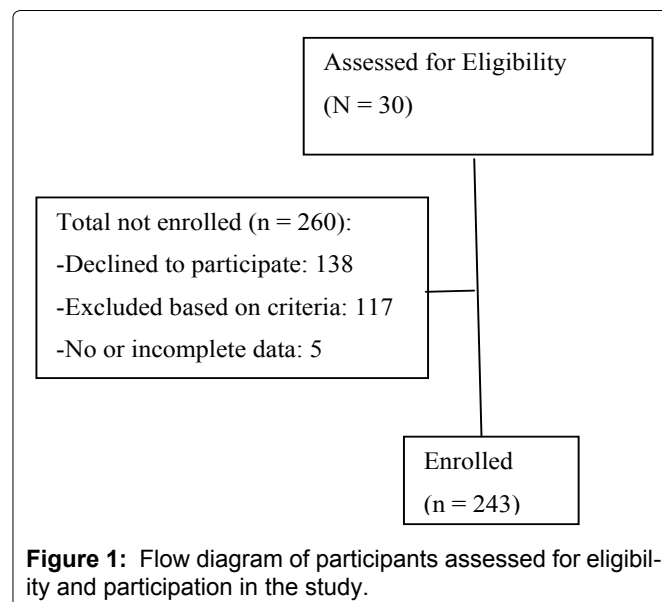 Assessed for Eligibility
(N = 30)
Total not enrolled (n = 260):
-Declined to participate: 138
-Excluded based on criteria: 117
-No or incomplete data: 5
Enrolled
(n = 243)
Figure 1: Flow diagram of participants assessed for eligibil-
ity and participation in the study.